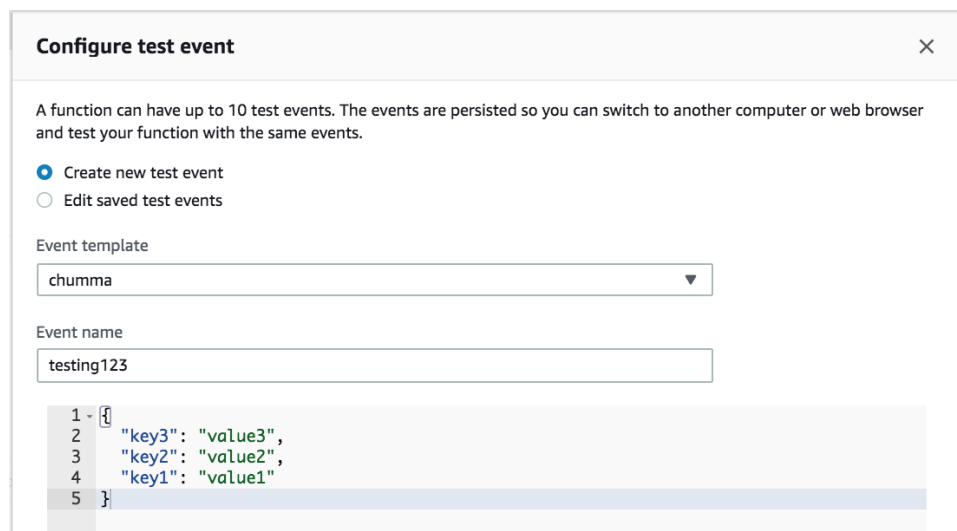 Configure test event
A function can have up to 10 test events. The events are persisted so you can switch to another computer or web browser
and test your function with the same events.
Create new test event
Edit saved test events
Event template
chumma
Event name
testing123
1 {
2 "key3": "value3",
3 "key2": "value2",
4 "key1": "value1"
5 }